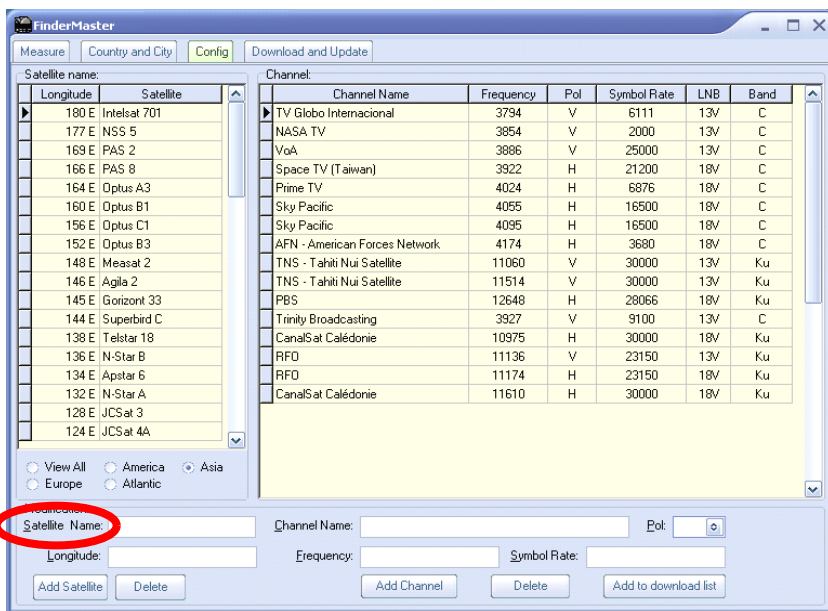 FinderMaster
Measure Country and City Config Download and Update
Satellite name:
Longitude Satellite
180 E Intelsat 701
177 E NSS 5
169 E PAS 2
166 E PAS 8
164 E Optus A3
160 E Optus B1
156 E Optus C1
152 E Optus B3
148 E Measat 2
146 E Agila 2
145 E Gorizont 33
144 E Superbird C
138 E Telstar 18
136 E N-Star B
134 E Apstar 6
132 E N-Star A
128 E JCSat 3
124 E JCSat 4A
View All America Asia
Europe Atlantic
Channel:
Channel Name Frequency Pol Symbol Rate LNB Band
TV Globo Internacional 3794 V 6111 13V C
NASA TV 3854 V 2000 13V C
VoA 3886 V 25000 13V C
Space TV (Taiwan) 3922 H 21200 18V C
Prime TV 4024 H 6876 18V C
Sky Pacific 4055 H 16500 18V C
Sky Pacific 4095 H 16500 18V C
AFN - American Forces Network 4174 H 3680 18V C
TNS - Tahiti Nui Satellite 11060 V 30000 13V Ku
TNS - Tahiti Nui Satellite 11514 V 30000 13V Ku
PBS 12648 H 28066 18V Ku
Trinity Broadcasting 3927 V 9100 13V C
CanalSat Calédonie 10975 H 30000 18V Ku
RFO 11136 V 23150 13V Ku
RFO 11174 H 23150 18V Ku
CanalSat Calédonie 11610 H 30000 18V Ku
Modification:
Satellite Name: Channel Name: Pol:
Longitude: Frequency: Symbol Rate:
Add Satellite Delete Add Channel Delete Add to download list